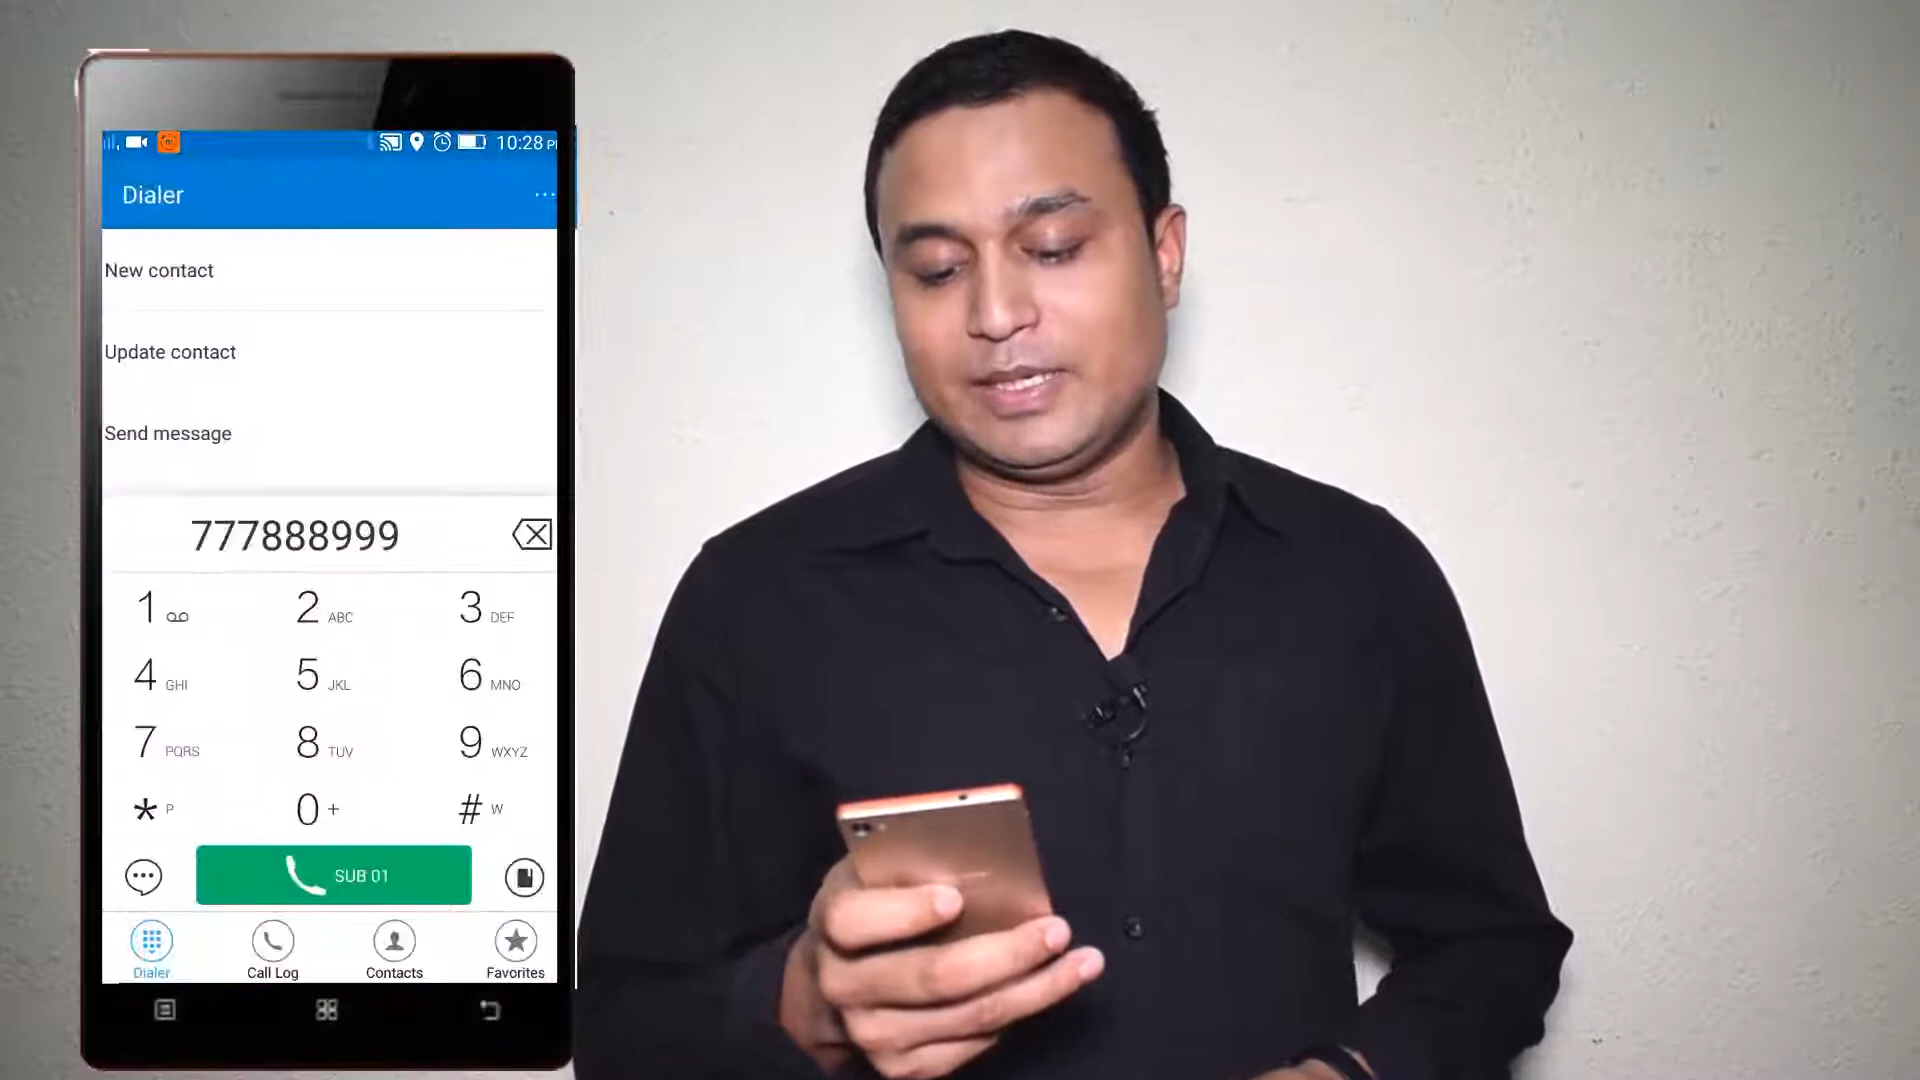 10:28
Dialer
New contact
Update contact
Send message
777888999
1 2 ABC 3 DEF
4 GHI 5 JKL 6 MNO
7 PQRS 8 TUV 9 WXYZ
* P 0 + # W
SUB 01
Dialer Call Log Contacts Favorites